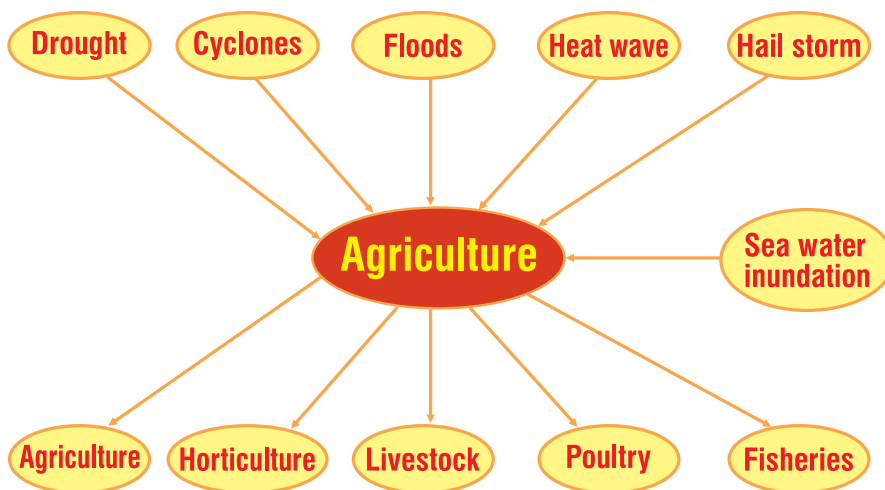 Drought
Cyclones
Floods
Heat wave
Hail storm
Agriculture
Sea water
inundation
Agriculture
Horticulture
Livestock
Poultry
Fisheries